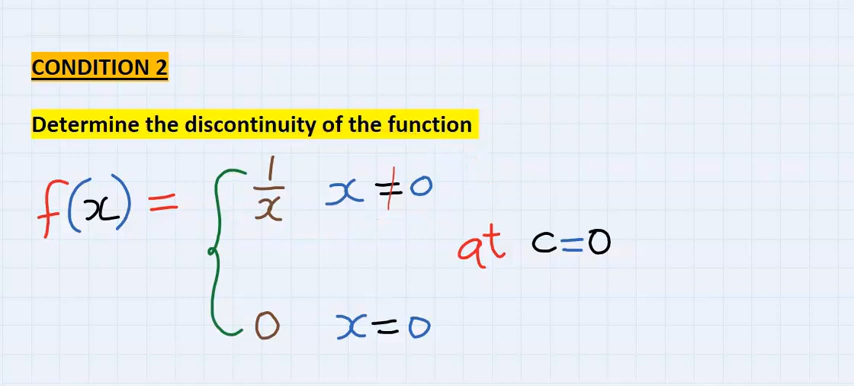 CONDITION 2
Determine the discontinuity of the function
f(x) = { 1/x x ≠ 0
at c = 0
0 x = 0